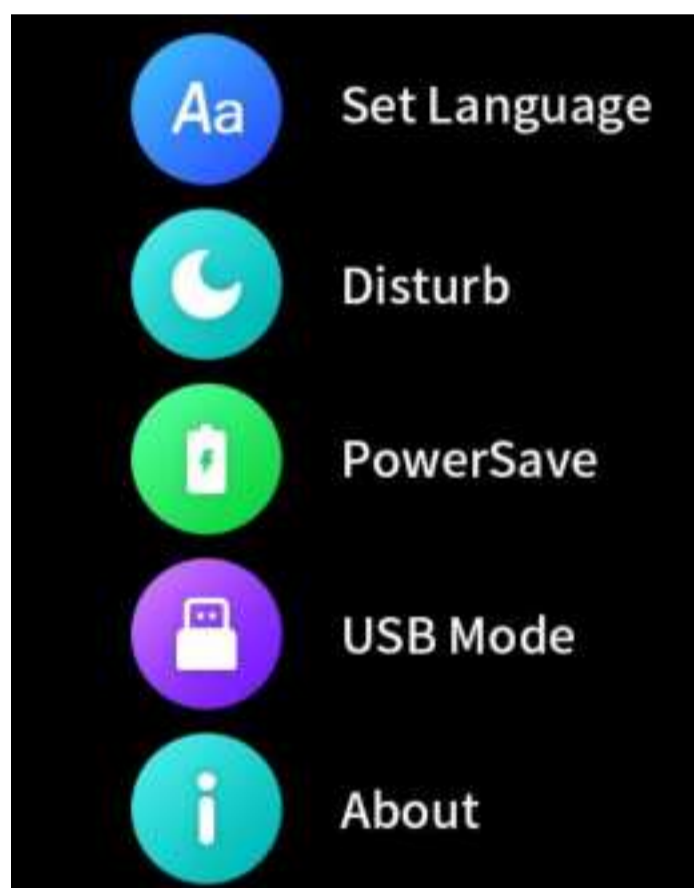 Aa
Set Language
Disturb
PowerSave
USB Mode
i
About